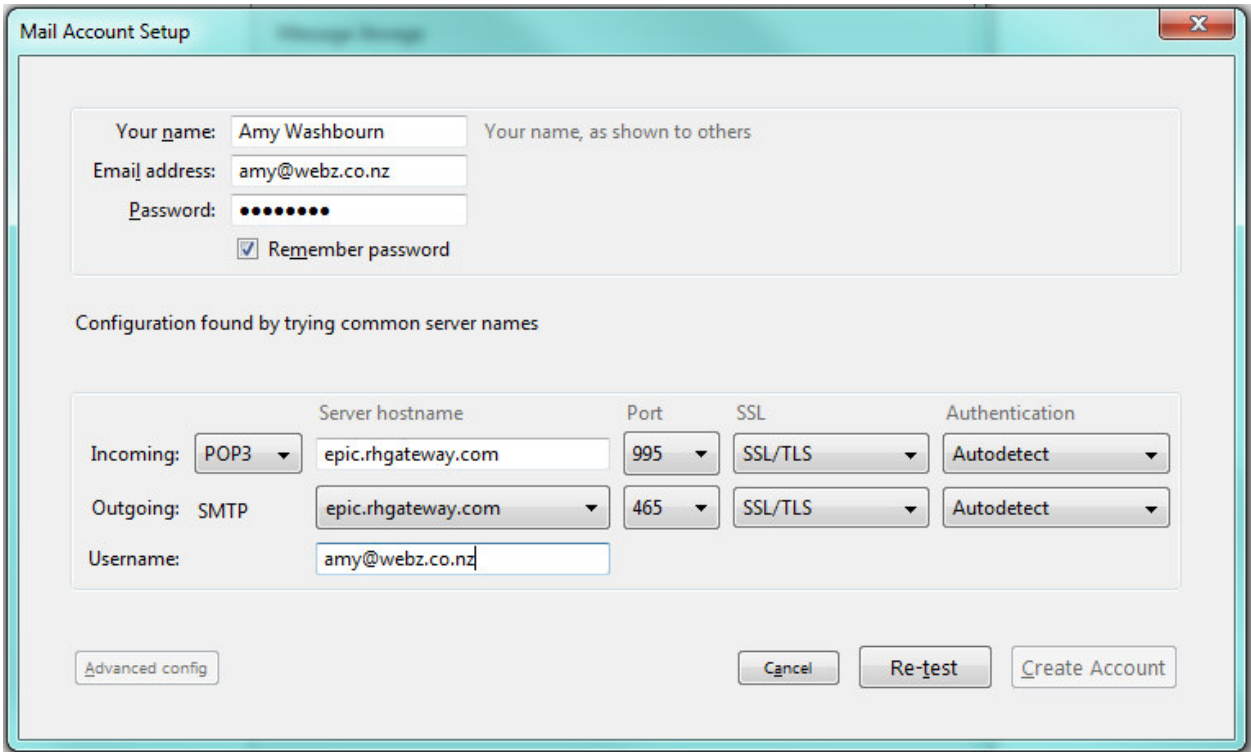 Mail Account Setup
Message Storage
Your name: Amy Washbourn Your name, as shown to others
Email address: amy@webz.co.nz
Password: ●●●●●●●●
Remember password
Configuration found by trying common server names
Server hostname Port SSL Authentication
Incoming: POP3 epic.rhgateway.com 995 SSL/TLS Autodetect
Outgoing: SMTP epic.rhgateway.com 465 SSL/TLS Autodetect
Username: amy@webz.co.nz
Advanced config Cancel Re-test Create Account